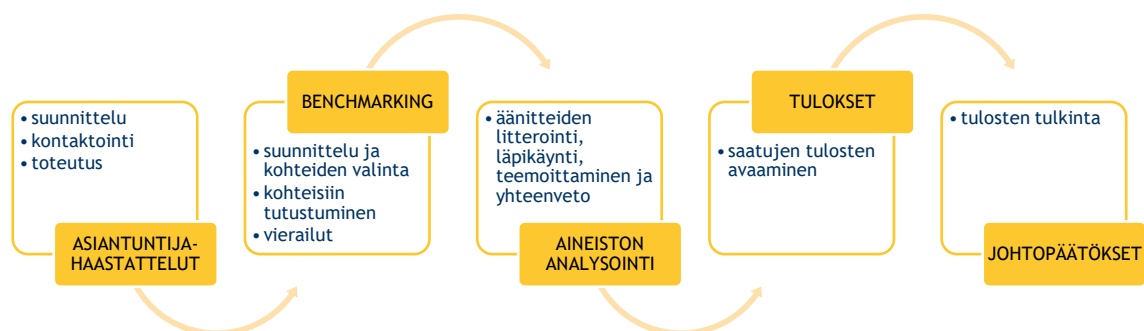 • suunnittelu
• kontaktointi
• toteutus
ASIANTUNTIJA-
HAASTATTELUT
BENCHMARKING
• suunnittelu ja
kohteiden valinta
• kohteisiin
tutustuminen
• vierailut
• äänitteiden
litterointi,
läpikäynti,
teemoittaminen ja
yhteenveto
AINEISTON
ANALYSOINTI
TULOKSET
• saatujen tulosten
avaaminen
• tulosten tulkinta
JOHTOPÄÄTÖKSET